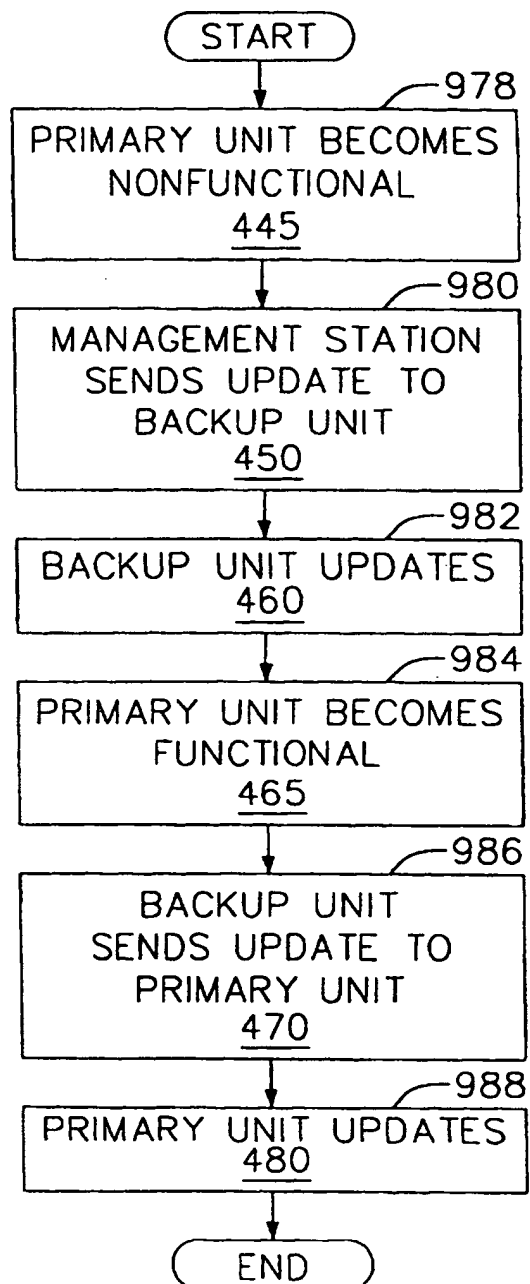 START
978
PRIMARY UNIT BECOMES
NONFUNCTIONAL
445
980
MANAGEMENT STATION
SENDS UPDATE TO
BACKUP UNIT
450
982
BACKUP UNIT UPDATES
460
984
PRIMARY UNIT BECOMES
FUNCTIONAL
465
986
BACKUP UNIT
SENDS UPDATE TO
PRIMARY UNIT
470
988
PRIMARY UNIT UPDATES
480
END